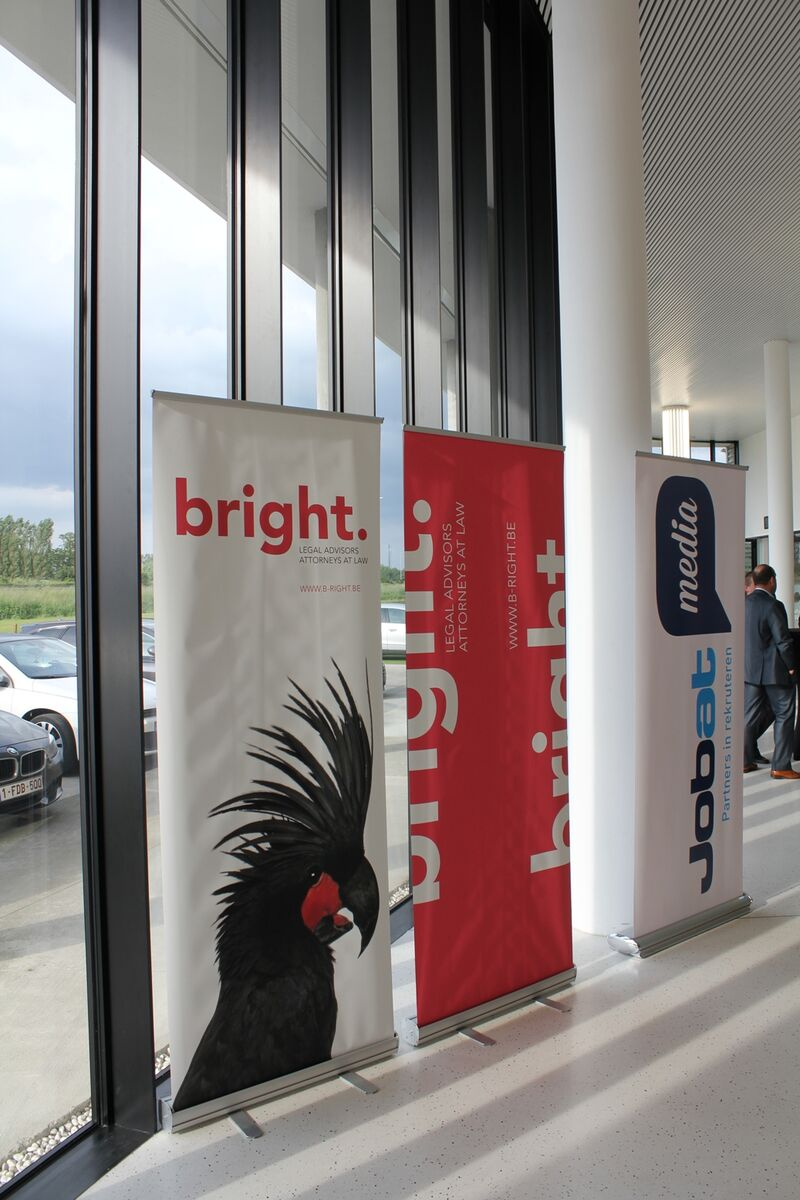 bright.
LEGAL ADVISORS
ATTORNEYS AT LAW
WWW.B-RIGHT.BE
bright.
LEGAL ADVISORS
ATTORNEYS AT LAW
WWW.B-RIGHT.BE
bright
media
Jobat
Partners in rekruteren
1-FDB-500